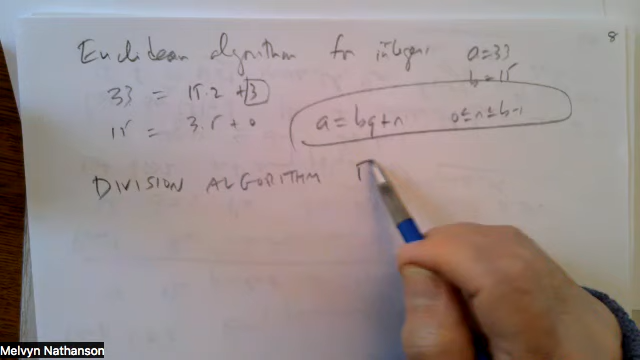 8
Euclidean algorithm for integers a=33
b=15
33 = 15.2 + 3
15 = 3.5 + 0
a = bq+r 0≤r≤b-1
DIVISION ALGORITHM
Melvyn Nathanson